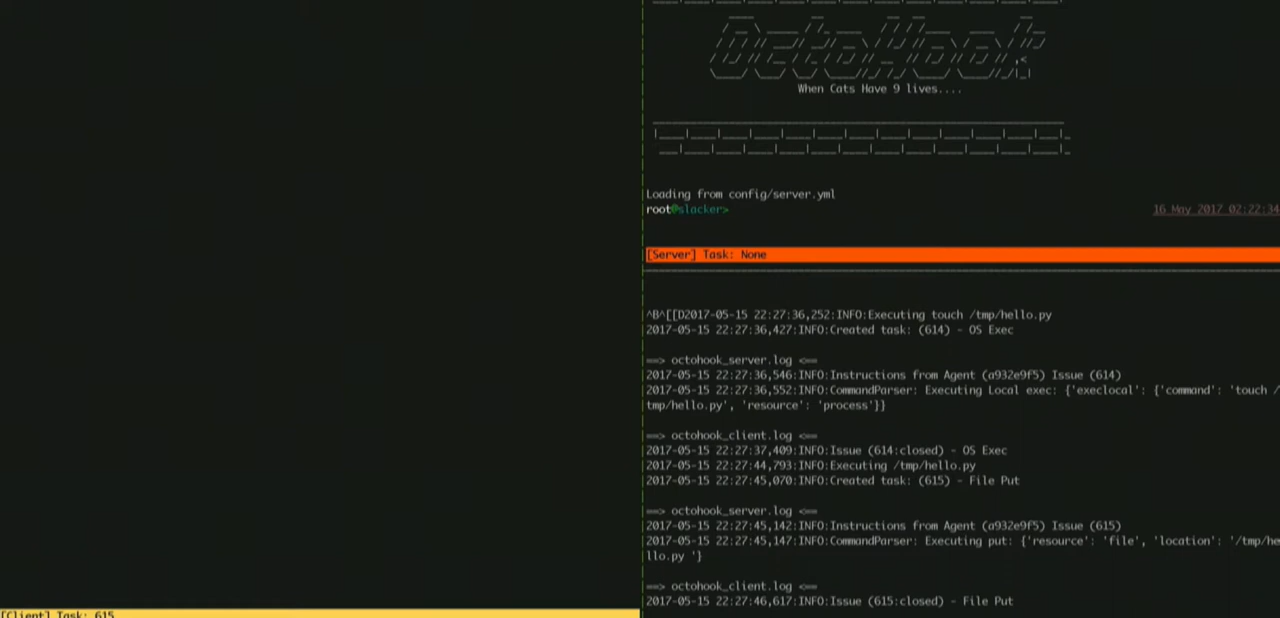 OctoHook
When Cats Have 9 lives....
Loading from config/server.yml
root@slacker>
16 May 2017 02:22:34
[Server] Task: None
^B^[[D2017-05-15 22:27:36,252:INFO:Executing touch /tmp/hello.py
2017-05-15 22:27:36,427:INFO:Created task: (614) - OS Exec
==> octohook_server.log <==
2017-05-15 22:27:36,546:INFO:Instructions from Agent (a932e9f5) Issue (614)
2017-05-15 22:27:36,552:INFO:CommandParser: Executing Local exec: {'execlocal': {'command': 'touch /
tmp/hello.py', 'resource': 'process'}}
==> octohook_client.log <==
2017-05-15 22:27:37,409:INFO:Issue (614:closed) - OS Exec
2017-05-15 22:27:44,793:INFO:Executing /tmp/hello.py
2017-05-15 22:27:45,070:INFO:Created task: (615) - File Put
==> octohook_server.log <==
2017-05-15 22:27:45,142:INFO:Instructions from Agent (a932e9f5) Issue (615)
2017-05-15 22:27:45,147:INFO:CommandParser: Executing put: {'resource': 'file', 'location': '/tmp/he
llo.py '}
==> octohook_client.log <==
2017-05-15 22:27:46,617:INFO:Issue (615:closed) - File Put
[Client] Task: 615